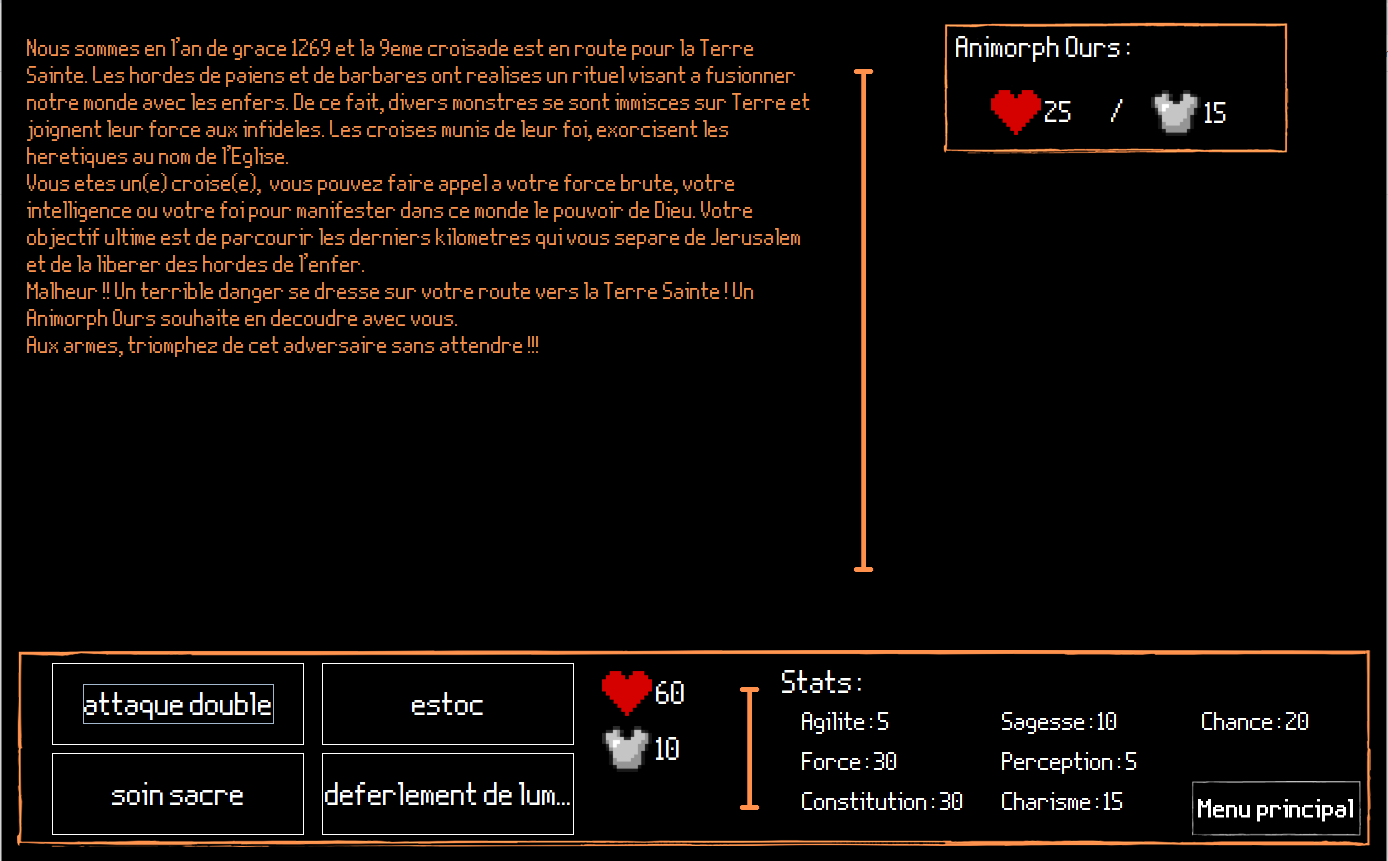 Nous sommes en l'an de grace 1269 et la 9eme croisade est en route pour la Terre
Sainte. Les hordes de paiens et de barbares ont realises un rituel visant a fusionner
notre monde avec les enfers. De ce fait, divers monstres se sont immisces sur Terre et
joignent leur force aux infideles. Les croises munis de leur foi, exorcisent les
heretiques au nom de l'Eglise.
Vous etes un(e) croise(e), vous pouvez faire appel a votre force brute, votre
intelligence ou votre foi pour manifester dans ce monde le pouvoir de Dieu. Votre
objectif ultime est de parcourir les derniers kilometres qui vous separe de Jerusalem
et de la liberer des hordes de l'enfer.
Malheur !! Un terrible danger se dresse sur votre route vers la Terre Sainte ! Un
Animorph Ours souhaite en decoudre avec vous.
Aux armes, triomphez de cet adversaire sans attendre !!!
Animorph Ours :
25 / 15
attaque double
estoc
soin sacre
deferlement de lum...
60
10
Stats :
Agilite : 5
Sagesse : 10
Chance : 20
Force : 30
Perception : 5
Constitution : 30
Charisme : 15
Menu principal